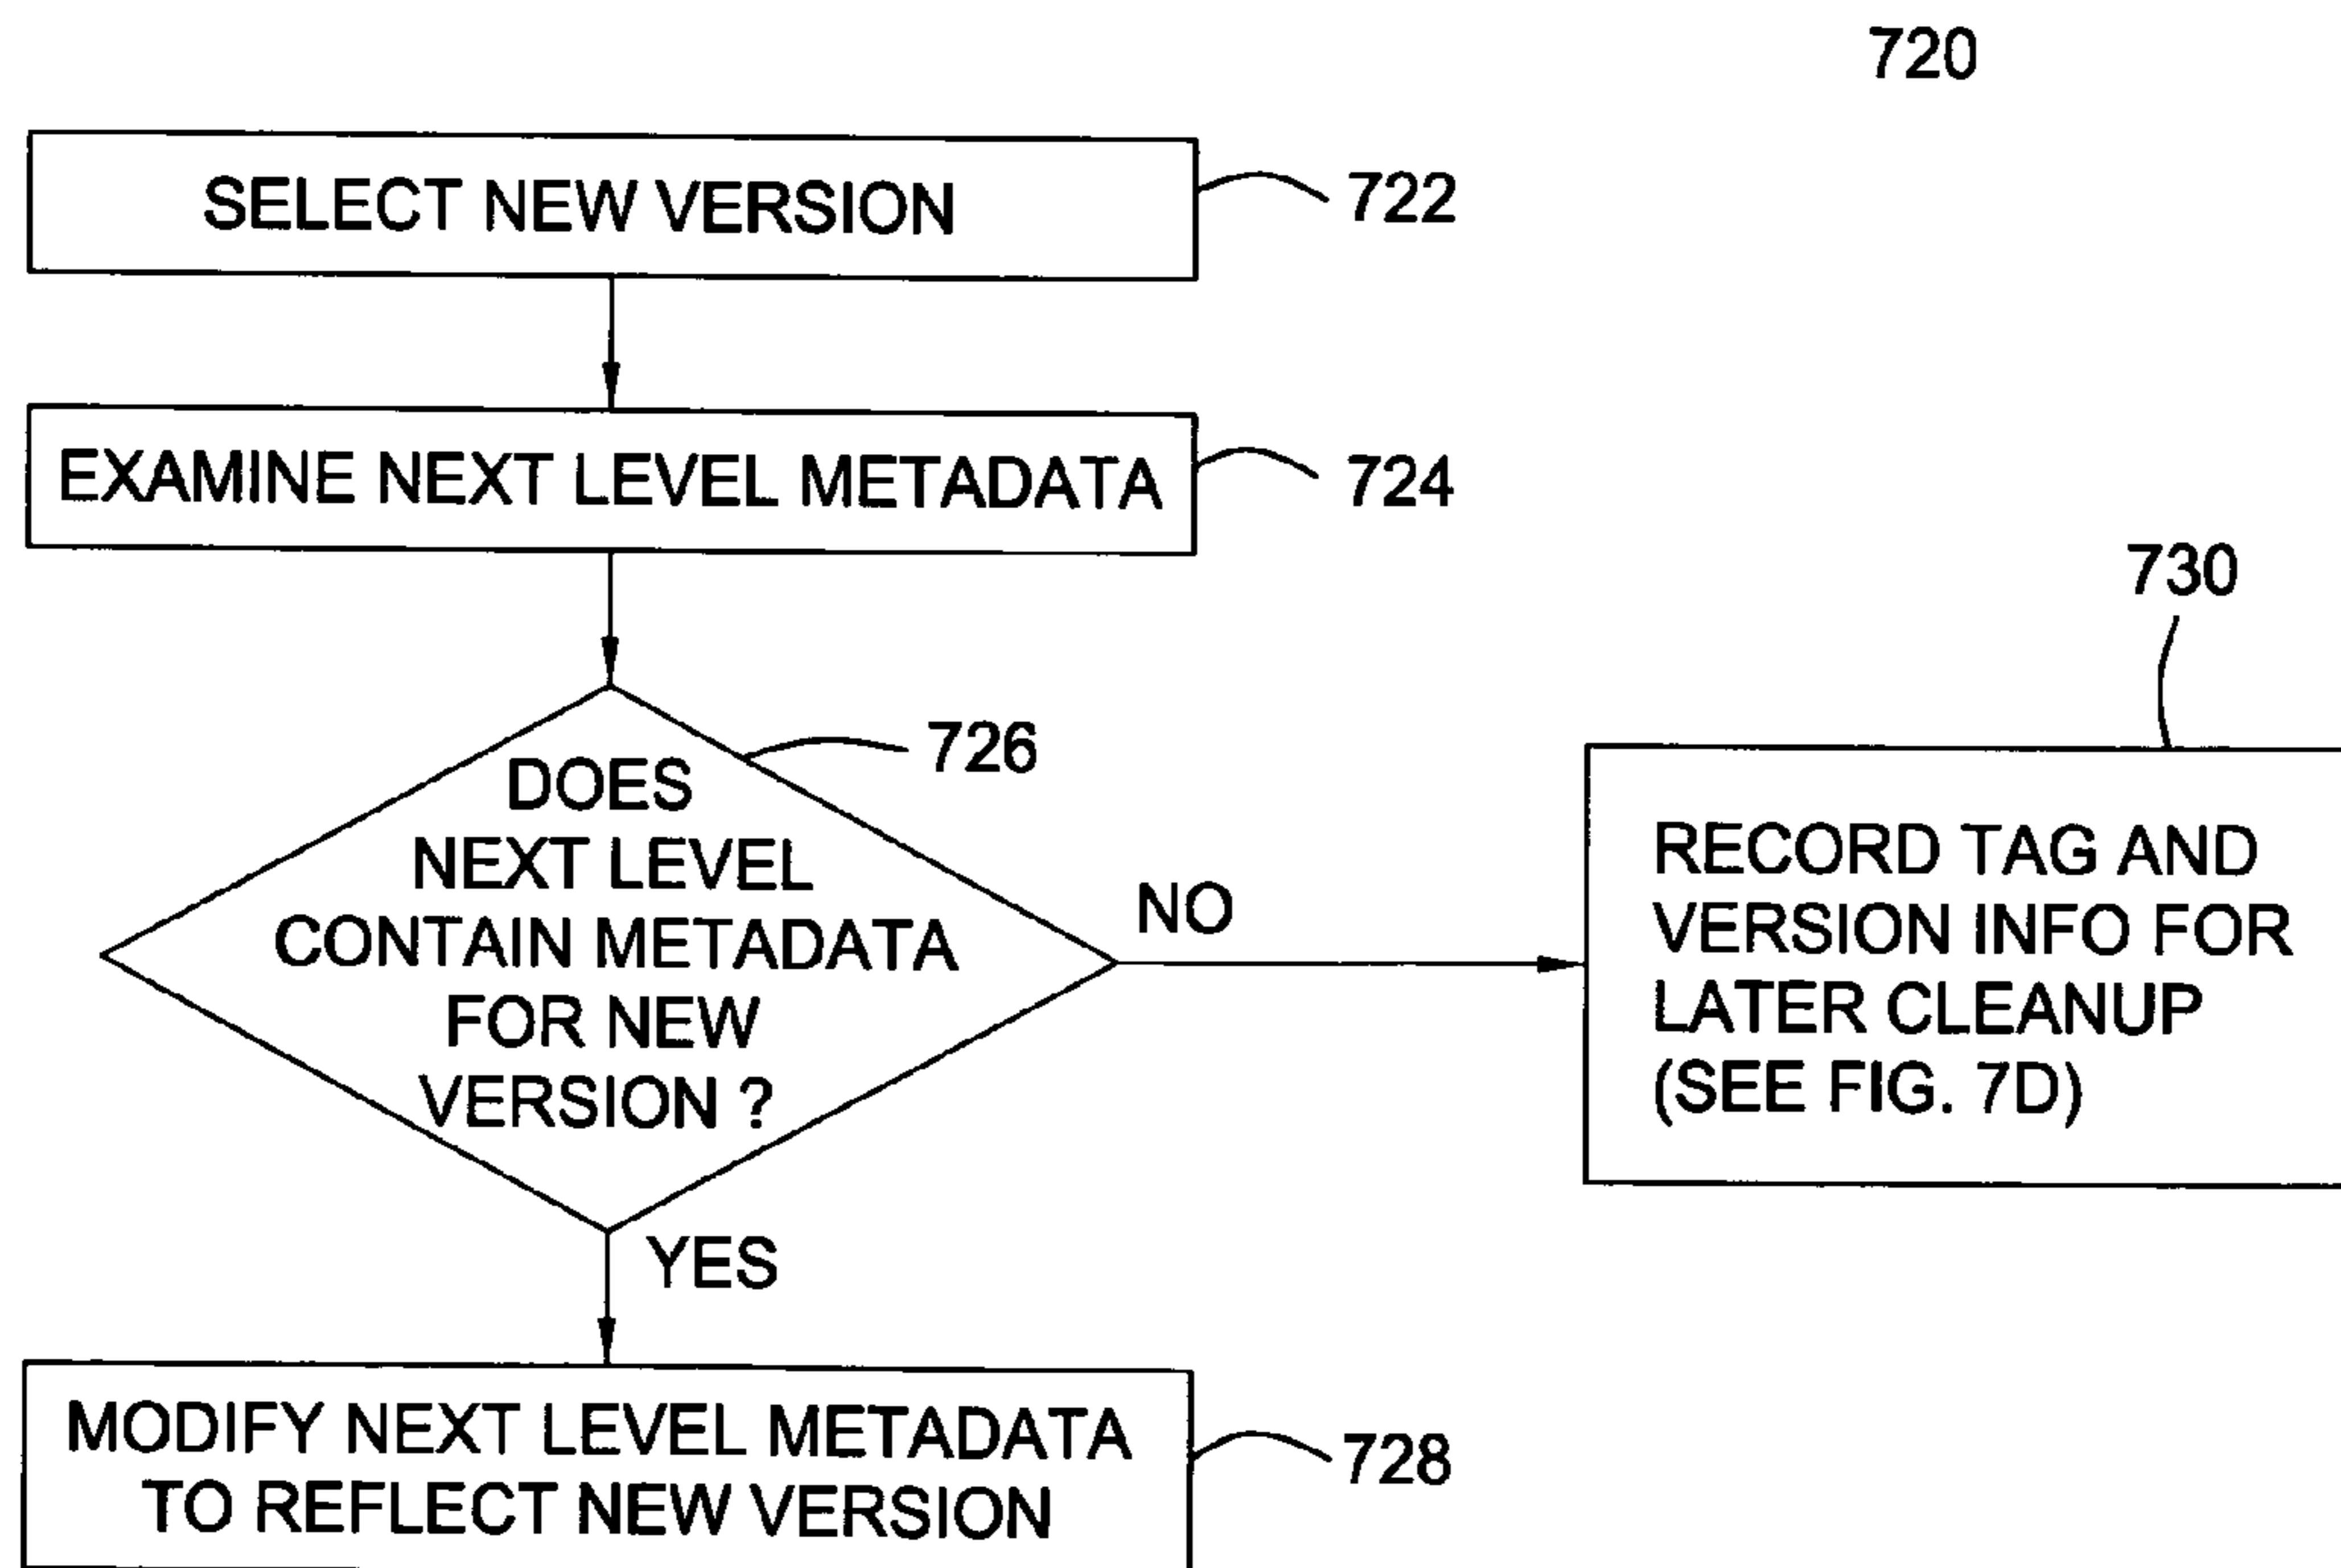 720
SELECT NEW VERSION
722
EXAMINE NEXT LEVEL METADATA
724
DOES
NEXT LEVEL
CONTAIN METADATA
FOR NEW
VERSION ?
726
NO
730
RECORD TAG AND
VERSION INFO FOR
LATER CLEANUP
(SEE FIG. 7D)
YES
MODIFY NEXT LEVEL METADATA
TO REFLECT NEW VERSION
728